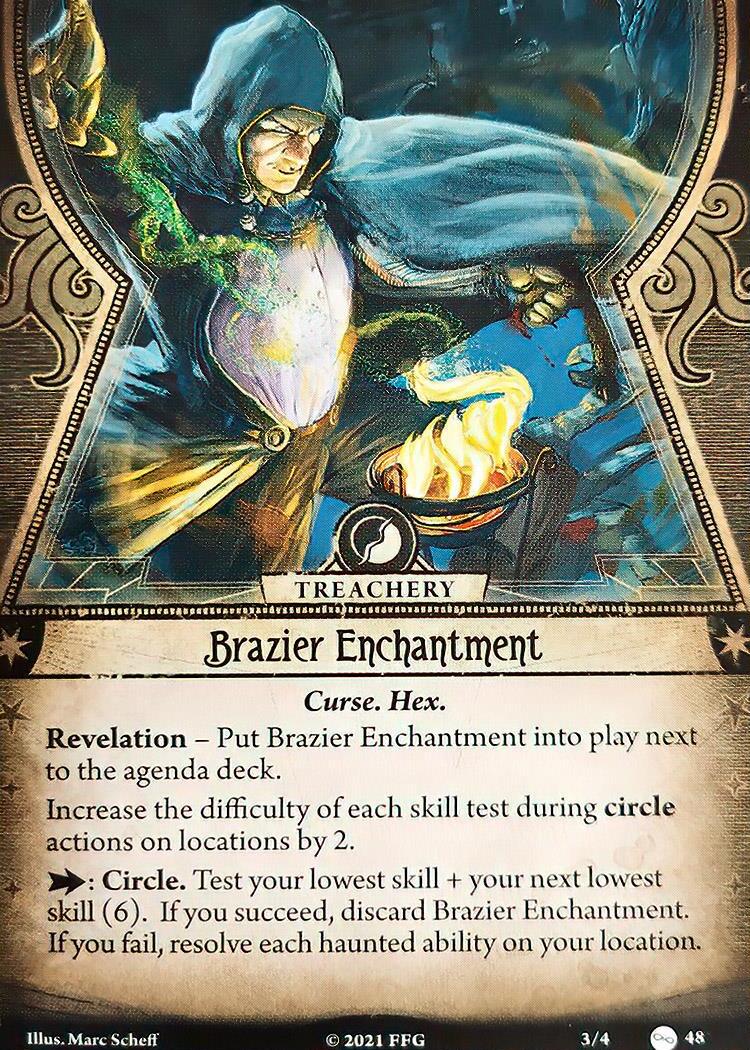 TREACHERY
Brazier Enchantment
Curse. Hex.
Revelation – Put Brazier Enchantment into play next
to the agenda deck.
Increase the difficulty of each skill test during circle
actions on locations by 2.
: Circle. Test your lowest skill + your next lowest
skill (6). If you succeed, discard Brazier Enchantment.
If you fail, resolve each haunted ability on your location.
Illus. Marc Scheff © 2021 FFG 3/4 48